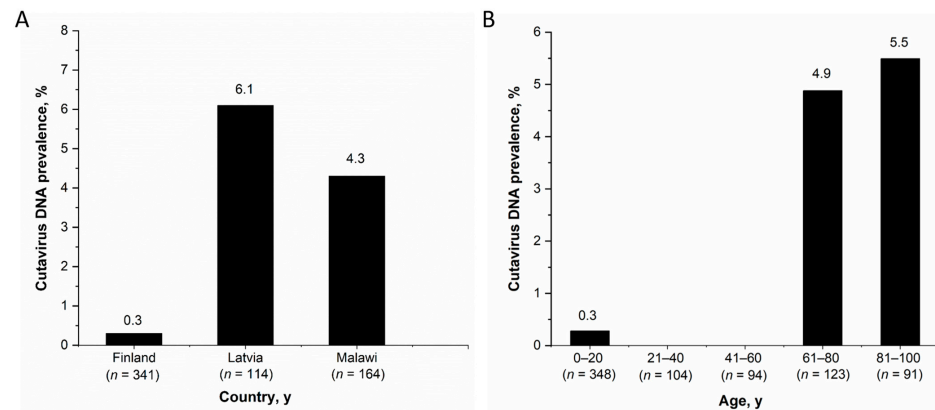 A
Cutavirus DNA prevalence, %
8
7
6
5
4
3
2
1
0
0.3
6.1
4.3
Finland
(n = 341)
Latvia
(n = 114)
Malawi
(n = 164)
Country, y
B
Cutavirus DNA prevalence, %
6
5
4
3
2
1
0
0.3
4.9
5.5
0–20
(n = 348)
21–40
(n = 104)
41–60
(n = 94)
61–80
(n = 123)
81–100
(n = 91)
Age, y